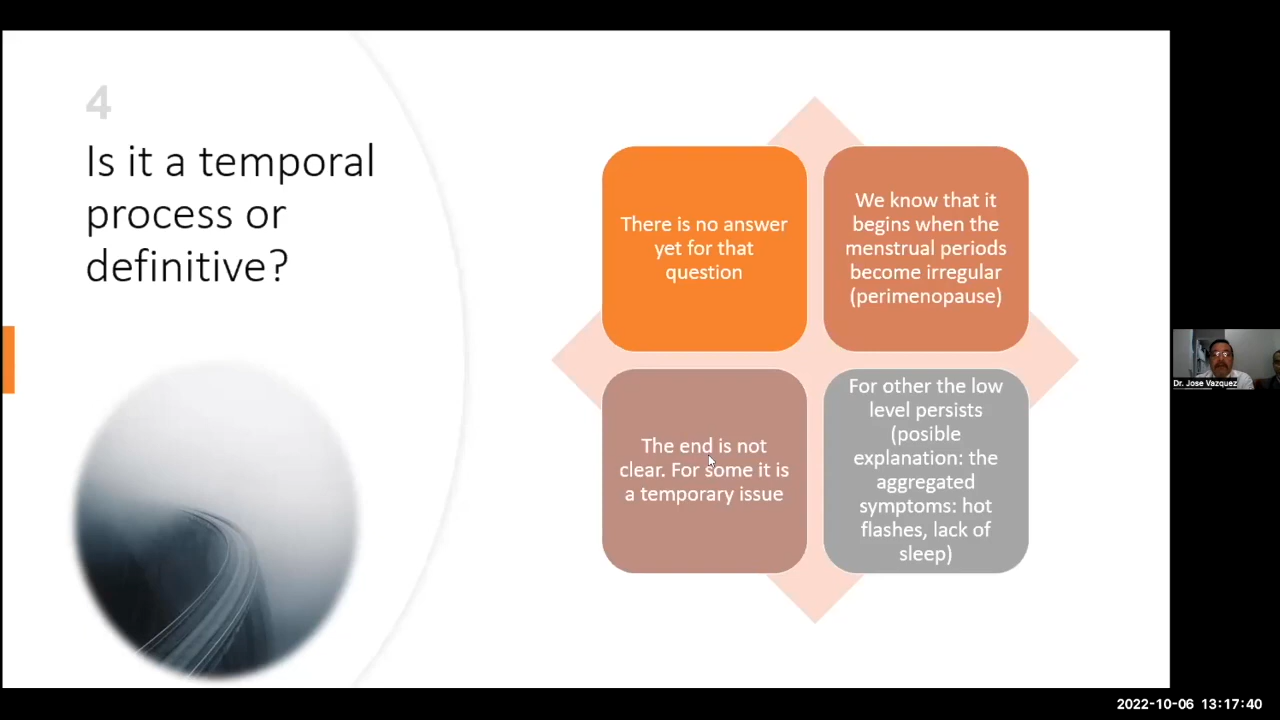 4
Is it a temporal
process or
definitive?
There is no answer
yet for that
question
We know that it
begins when the
menstrual periods
become irregular
(perimenopause)
The end is not
clear. For some it is
a temporary issue
For other the low
level persists
(posible
explanation: the
aggregated
symptoms: hot
flashes, lack of
sleep)
Dr. Jose Vazquez
2022-10-06 13:17:40